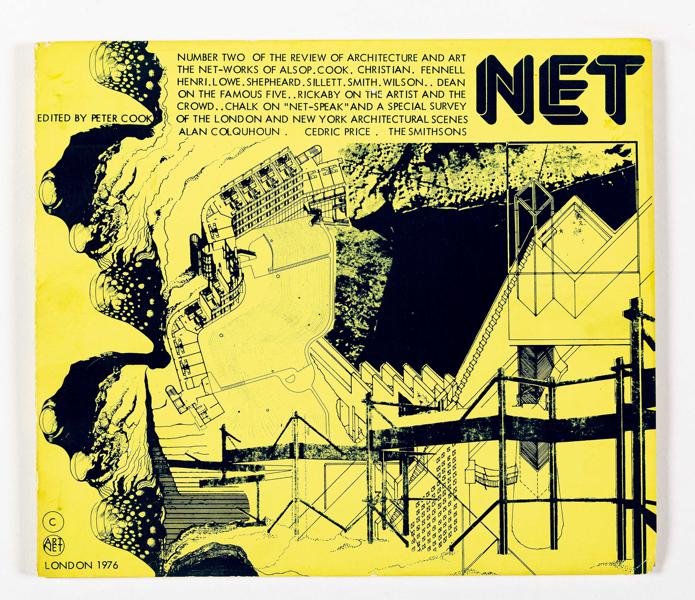 NUMBER TWO OF THE REVIEW OF ARCHITECTURE AND ART
THE NET-WORKS OF ALSOP, COOK, CHRISTIAN, FENNELL
HENRI, LOWE, SHEPHEARD, SILLETT, SMITH, WILSON., DEAN
ON THE FAMOUS FIVE,, RICKABY ON THE ARTIST AND THE
CROWD.,CHALK ON "NET-SPEAK"AND A SPECIAL SURVEY
OF THE LONDON AND NEW YORK ARCHITECTURAL SCENES
ALAN COLQUHOUN . CEDRIC PRICE . THE SMITHSONS
NET
EDITED BY PETER COOK
C
ART
NET
LONDON 1976